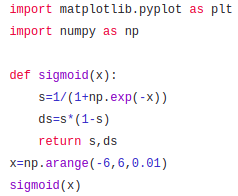 import matplotlib.pyplot as plt
import numpy as np

def sigmoid(x):
    s=1/(1+np.exp(-x))
    ds=s*(1-s)
    return s,ds
x=np.arange(-6,6,0.01)
sigmoid(x)